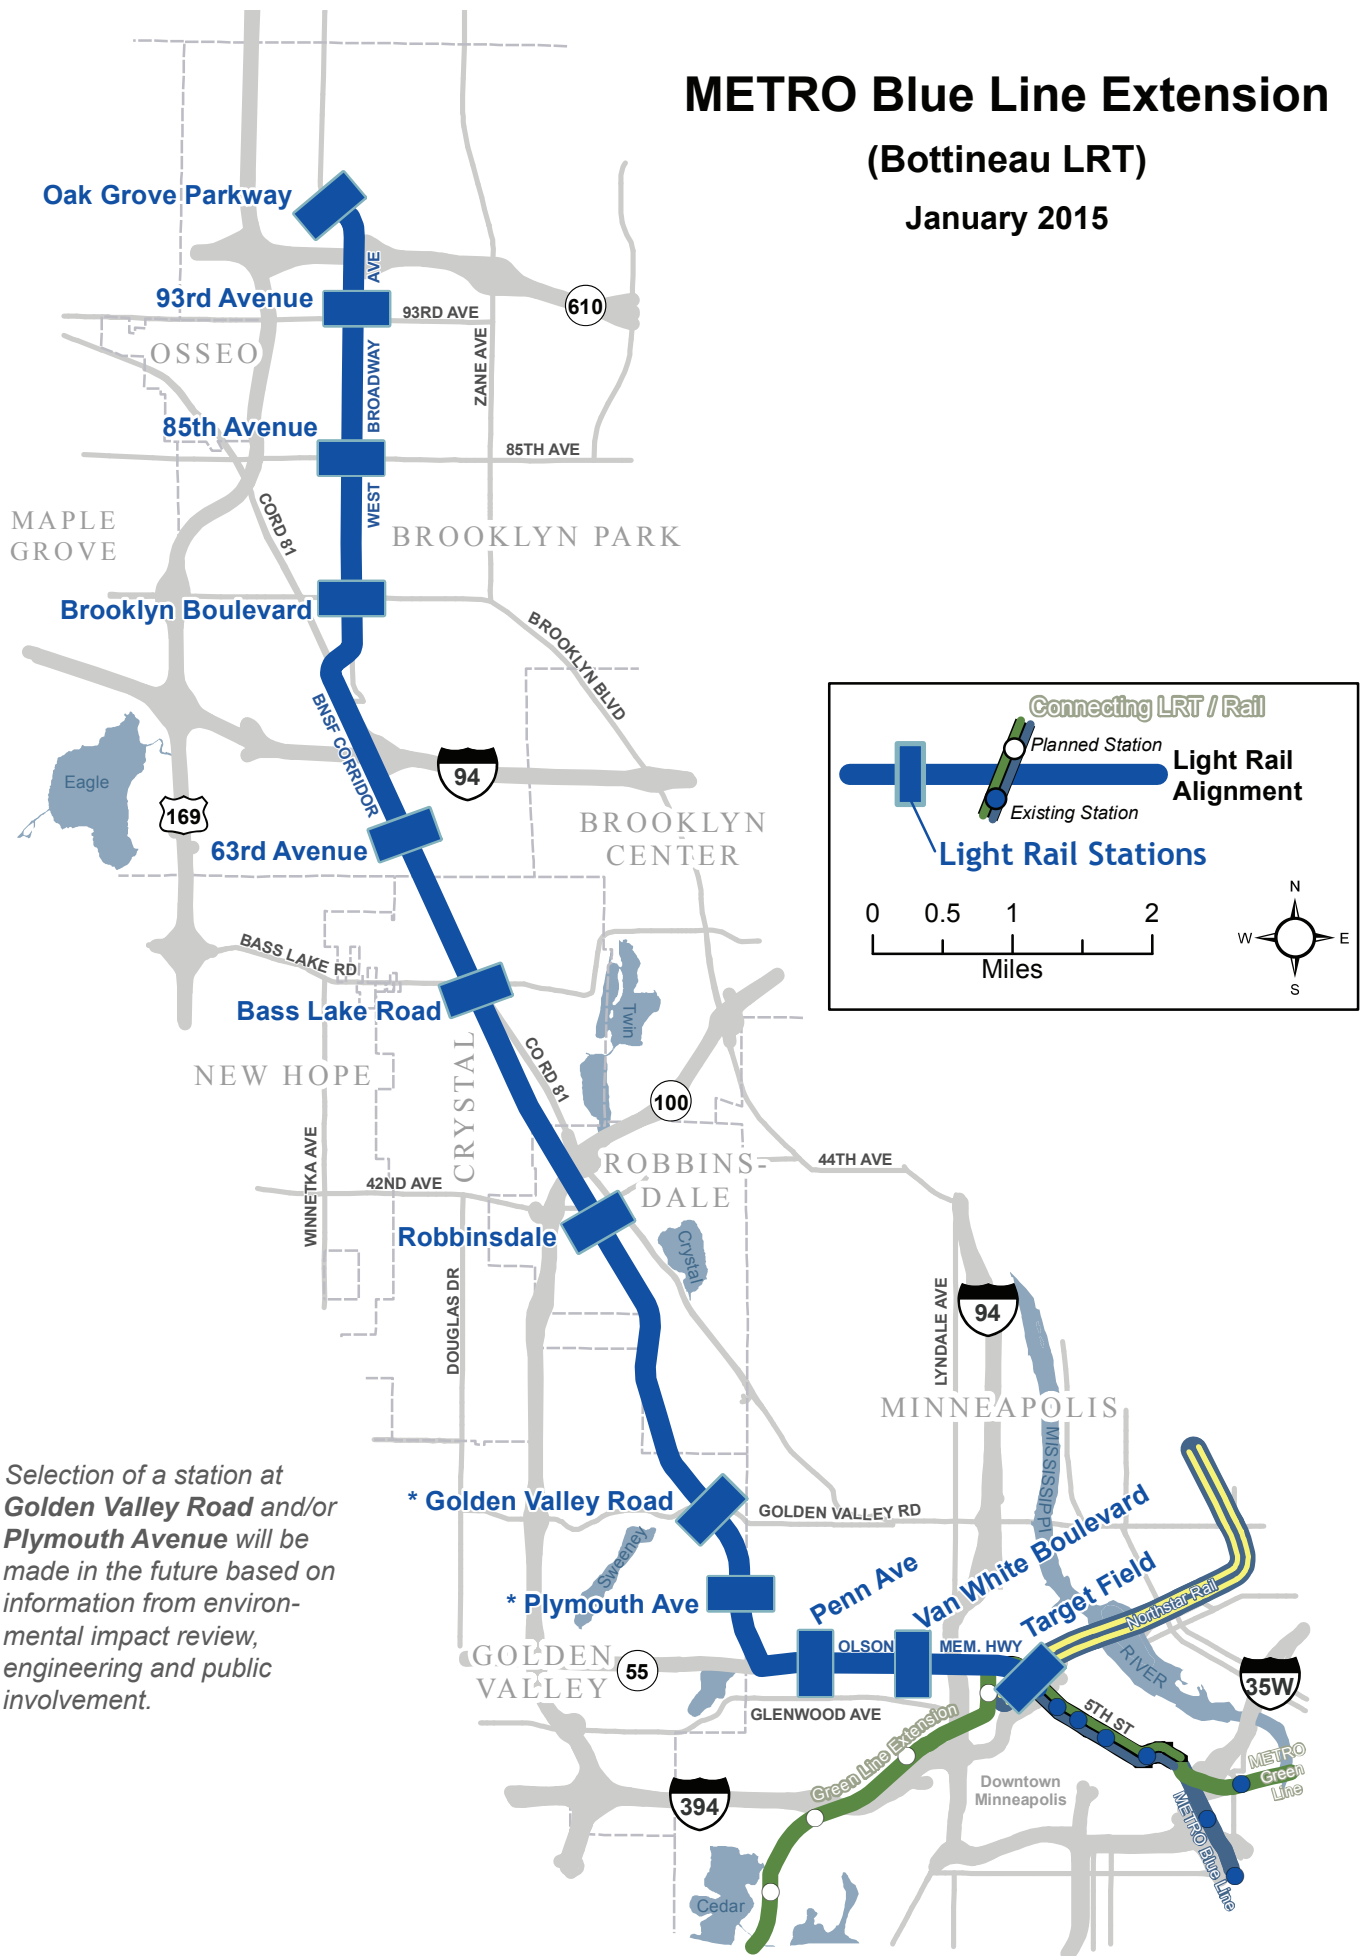 METRO Blue Line Extension
(Bottineau LRT)
January 2015
Oak Grove Parkway
AVE
93rd Avenue
93RD AVE
610
OSSEO
BROADWAY
ZANE AVE
85th Avenue
85TH AVE
WEST
CORD 81
MAPLE
GROVE
BROOKLYN PARK
Brooklyn Boulevard
BROOKLYN BLVD
BNSF CORRIDOR
Eagle
169
94
63rd Avenue
BROOKLYN
CENTER
Connecting LRT / Rail
Planned Station
Light Rail
Alignment
Existing Station
Light Rail Stations
0 0.5 1 2
Miles
N
W
E
S
BASS LAKE RD
Bass Lake Road
Twin
NEW HOPE
CRYSTAL
CO RD 81
100
WINNETKA AVE
42ND AVE
ROBBINS-
DALE
44TH AVE
Robbinsdale
Crystal
DOUGLAS DR
LYNDALE AVE
94
MINNEAPOLIS
MISSISSIPPI
Selection of a station at
Golden Valley Road and/or
Plymouth Avenue will be
made in the future based on
information from environ-
mental impact review,
engineering and public
involvement.
* Golden Valley Road
GOLDEN VALLEY RD
Sweeney
* Plymouth Ave
Penn Ave
Van White Boulevard
Target Field
Northstar Rail
RIVER
OLSON
MEM. HWY
GOLDEN
VALLEY
55
GLENWOOD AVE
35W
5TH ST
Green Line Extension
METRO
Green
Line
Downtown
Minneapolis
394
METRO Blue Line
Cedar